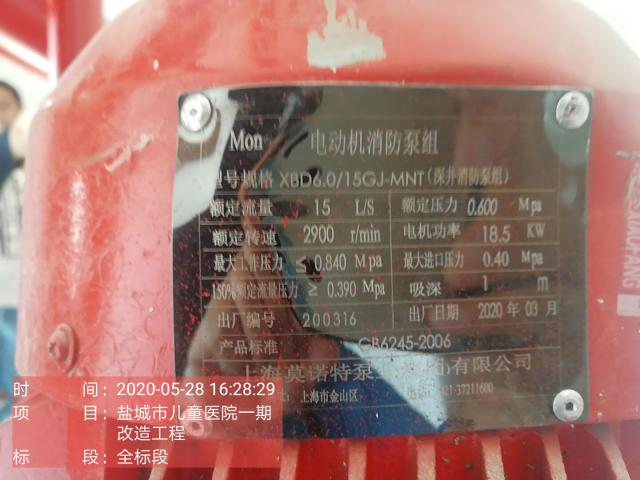 Mon 电动机消防泵组
型号规格 XBD6.0/15GJ-MNT(深井消防泵组)
额定流量 15 L/S 额定压力 0.600 Mpa
额定转速 2900 r/min 电机功率 18.5 KW
最大工作压力 ≤ 0.840 Mpa 最大进口压力 0.40 Mpa
150%额定流量压力 ≥ 0.390 Mpa 吸深 1 m
出厂编号 200316 出厂日期 2020 年 03 月
产品标准: GB6245-2006
上海莫诺特泵 有限公司
上海市金山区 021-37211600
时 间: 2020-05-28 16:28:29
项 目: 盐城市儿童医院一期
改造工程
标 段: 全标段